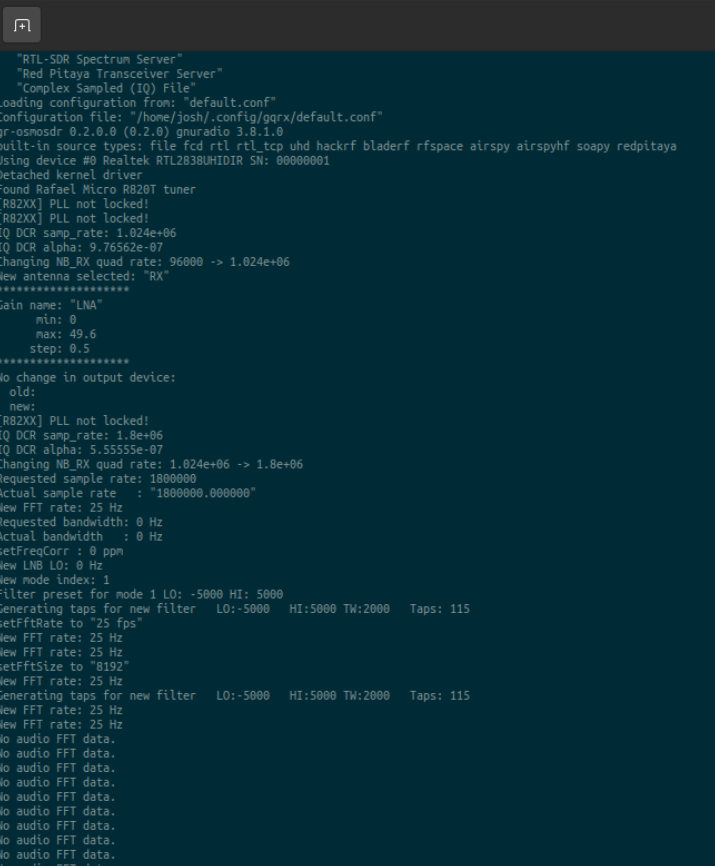 "RTL-SDR Spectrum Server"
"Red Pitaya Transceiver Server"
"Complex Sampled (IQ) File"
Loading configuration from: "default.conf"
Configuration file: "/home/josh/.config/gqrx/default.conf"
gr-osmosdr 0.2.0.0 (0.2.0) gnuradio 3.8.1.0
built-in source types: file fcd rtl rtl_tcp uhd hackrf bladerf rfspace airspy airspyhf soapy redpitaya
Using device #0 Realtek RTL2838UHIDIR SN: 00000001
Detached kernel driver
Found Rafael Micro R820T tuner
[R82XX] PLL not locked!
[R82XX] PLL not locked!
IQ DCR samp_rate: 1.024e+06
IQ DCR alpha: 9.76562e-07
Changing NB_RX quad rate: 96000 -> 1.024e+06
New antenna selected: "RX"
********************
Gain name: "LNA"
min: 0
max: 49.6
step: 0.5
********************
No change in output device:
old:
new:
[R82XX] PLL not locked!
IQ DCR samp_rate: 1.8e+06
IQ DCR alpha: 5.55555e-07
Changing NB_RX quad rate: 1.024e+06 -> 1.8e+06
Requested sample rate: 1800000
Actual sample rate   : "1800000.000000"
New FFT rate: 25 Hz
Requested bandwidth: 0 Hz
Actual bandwidth   : 0 Hz
setFreqCorr : 0 ppm
New LNB LO: 0 Hz
New mode index: 1
Filter preset for mode 1 LO: -5000 HI: 5000
Generating taps for new filter   LO:-5000   HI:5000 TW:2000   Taps: 115
setFftRate to "25 fps"
New FFT rate: 25 Hz
New FFT rate: 25 Hz
setFftSize to "8192"
New FFT rate: 25 Hz
Generating taps for new filter   LO:-5000   HI:5000 TW:2000   Taps: 115
New FFT rate: 25 Hz
New FFT rate: 25 Hz
No audio FFT data.
No audio FFT data.
No audio FFT data.
No audio FFT data.
No audio FFT data.
No audio FFT data.
No audio FFT data.
No audio FFT data.
No audio FFT data.